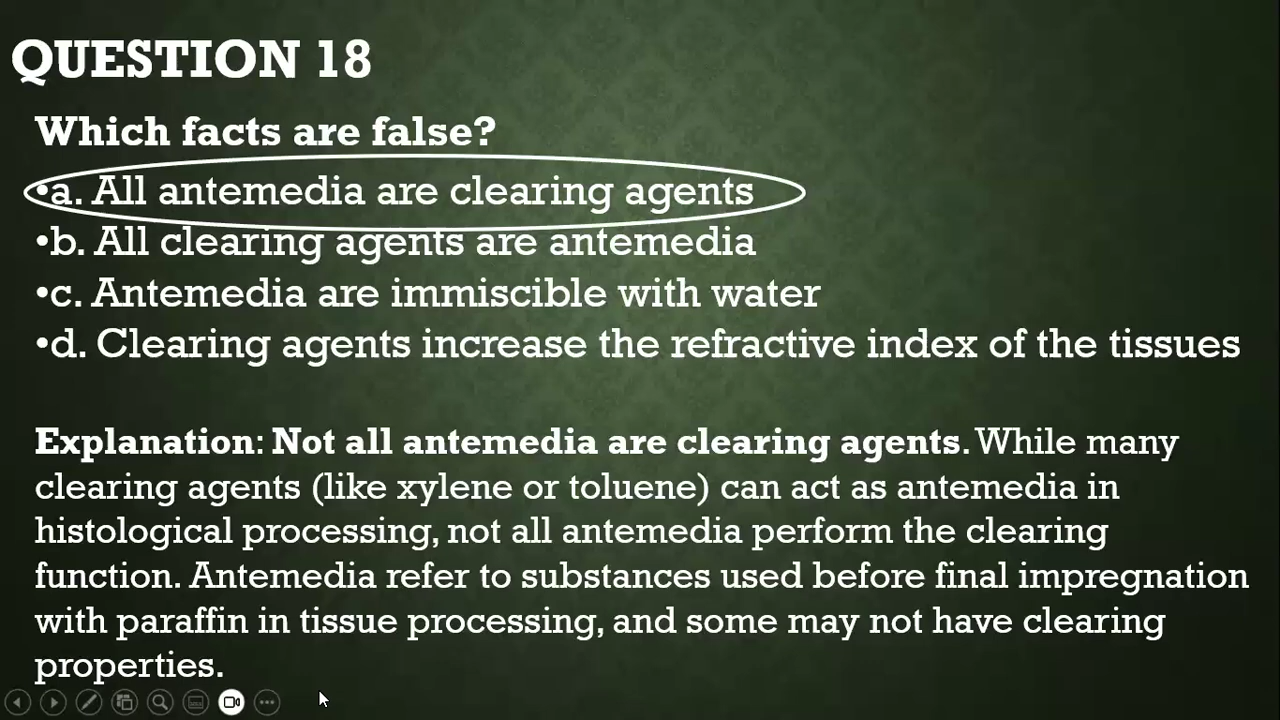 QUESTION 18
Which facts are false?
•a. All antemedia are clearing agents
•b. All clearing agents are antemedia
•c. Antemedia are immiscible with water
•d. Clearing agents increase the refractive index of the tissues
Explanation: Not all antemedia are clearing agents. While many
clearing agents (like xylene or toluene) can act as antemedia in
histological processing, not all antemedia perform the clearing
function. Antemedia refer to substances used before final impregnation
with paraffin in tissue processing, and some may not have clearing
properties.